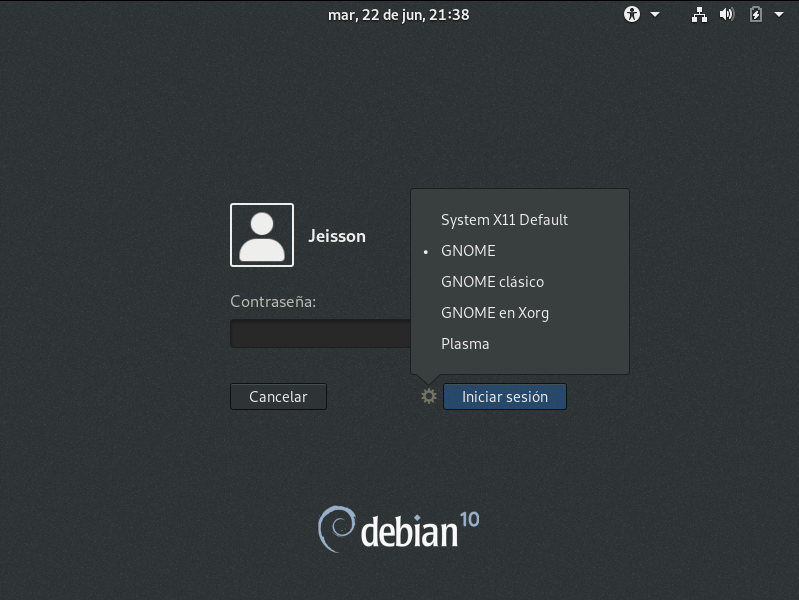 mar, 22 de jun, 21:38
Jeisson
Contraseña:
System X11 Default
GNOME
GNOME clásico
GNOME en Xorg
Plasma
Cancelar
Iniciar sesión
debian 10